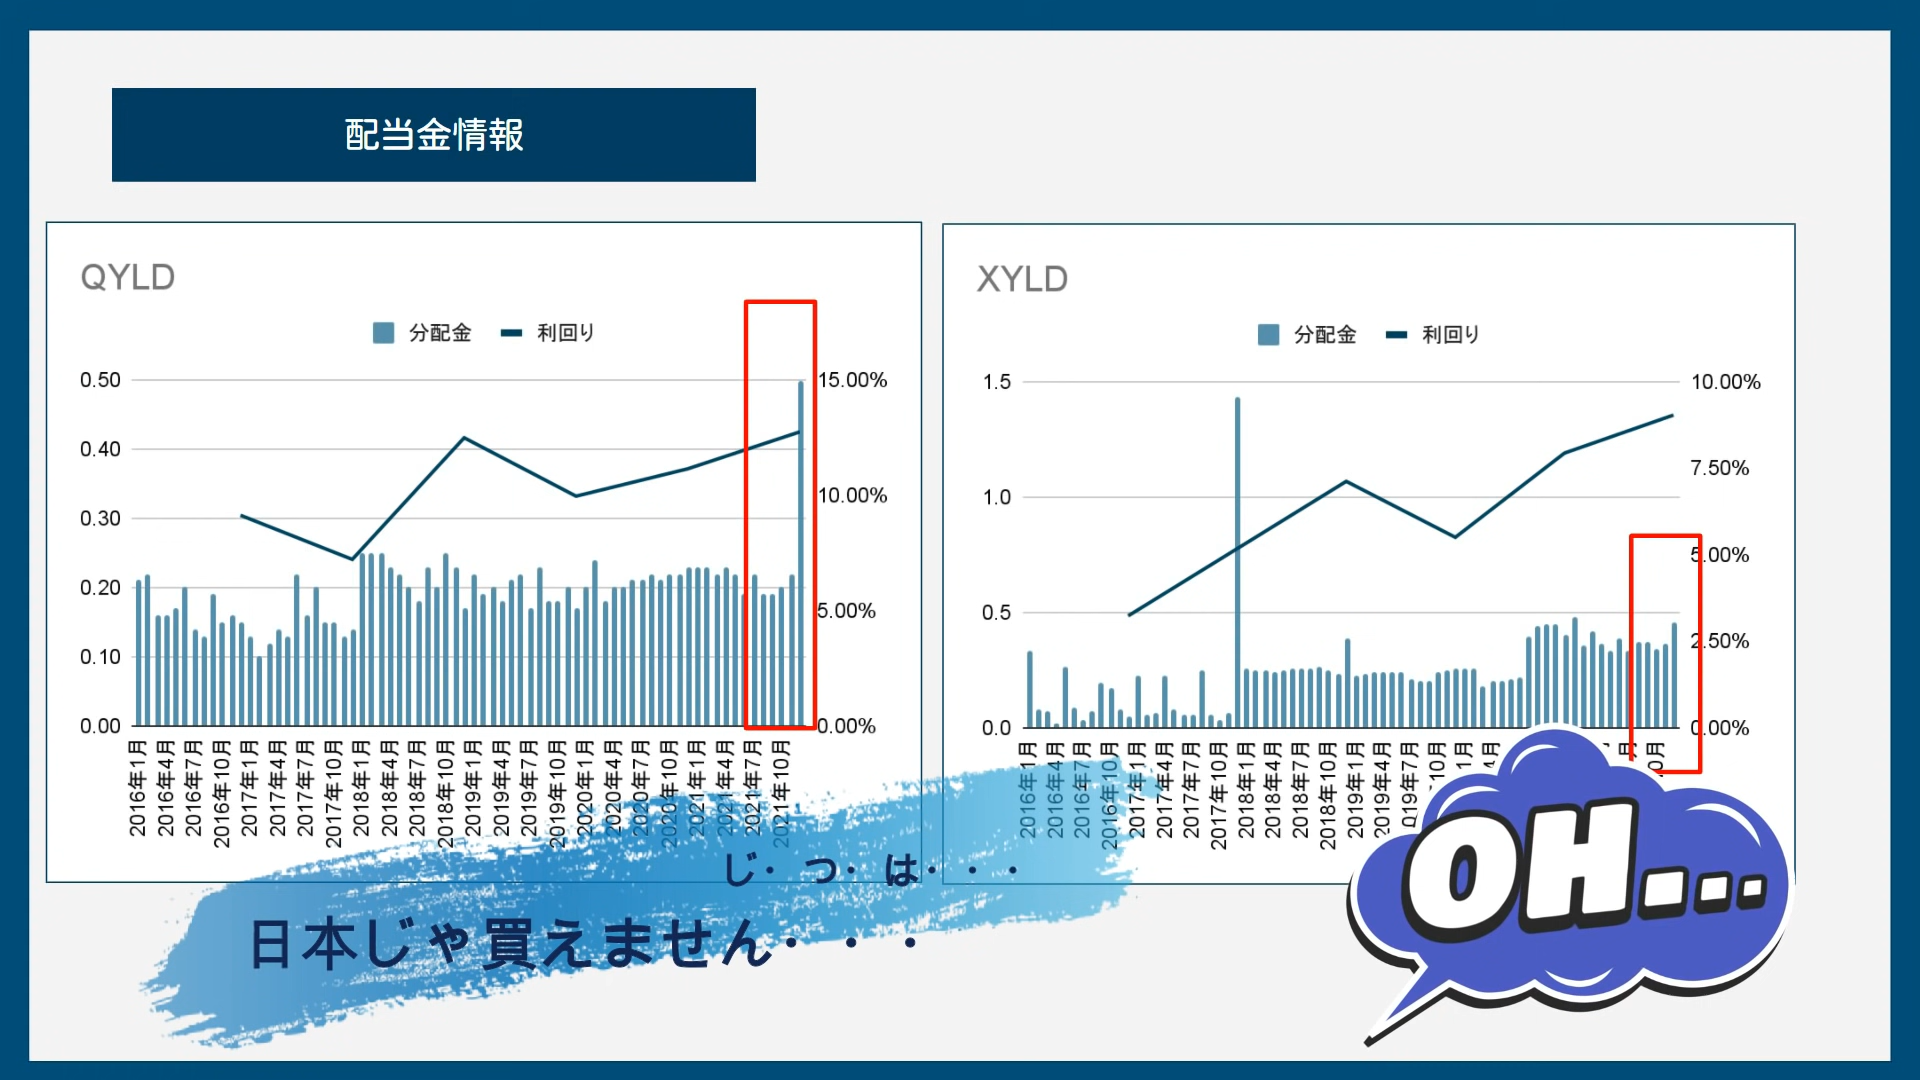 配当金情報
QYLD
分配金 利回り
0.50
0.40
0.30
0.20
0.10
0.00
15.00%
10.00%
5.00%
0.00%
2016年1月
2016年4月
2016年7月
2016年10月
2017年1月
2017年4月
2017年7月
2017年10月
2018年1月
2018年4月
2018年7月
2018年10月
2019年1月
2019年4月
2019年7月
2019年10月
2020年1月
2020年4月
2020年7月
2020年10月
2021年1月
2021年4月
2021年7月
2021年10月
XYLD
分配金 利回り
1.5
1.0
0.5
0.0
10.00%
7.50%
5.00%
2.50%
0.00%
2016年1月
2016年4月
2016年7月
2016年10月
2017年1月
2017年4月
2017年7月
2017年10月
2018年1月
2018年4月
2018年7月
2018年10月
2019年1月
2019年4月
2019年7月
10月
1月
じ・つ・は・・・
日本じゃ買えません・・・
OH...